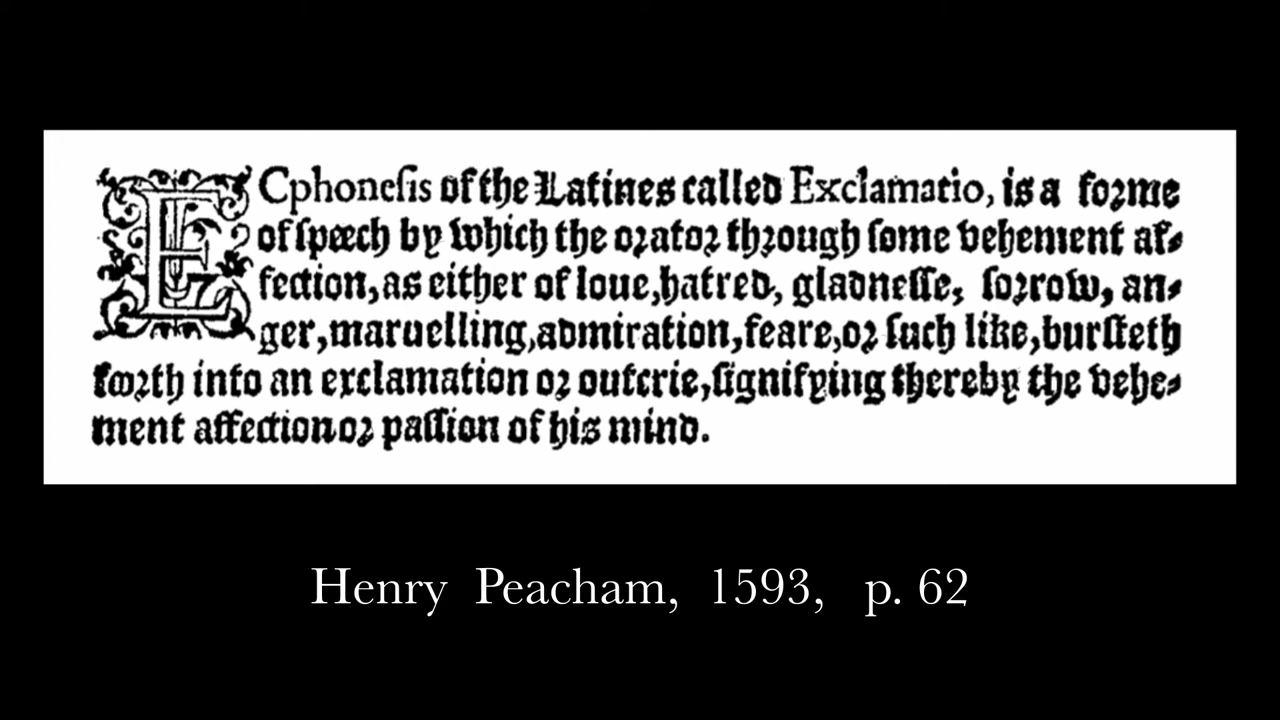 ECphoneſis of the Latines called Exclamatio, is a forme
of ſpeech by which the orator through ſome vehement af-
fection, as either of loue, hatred, gladneſſe, ſorrow, an-
ger, maruelling, admiration, feare, or ſuch like, burſteth
foorth into an exclamation or outcrie, ſignifying thereby the vehe-
ment affection or paſſion of his mind.
Henry Peacham, 1593, p. 62